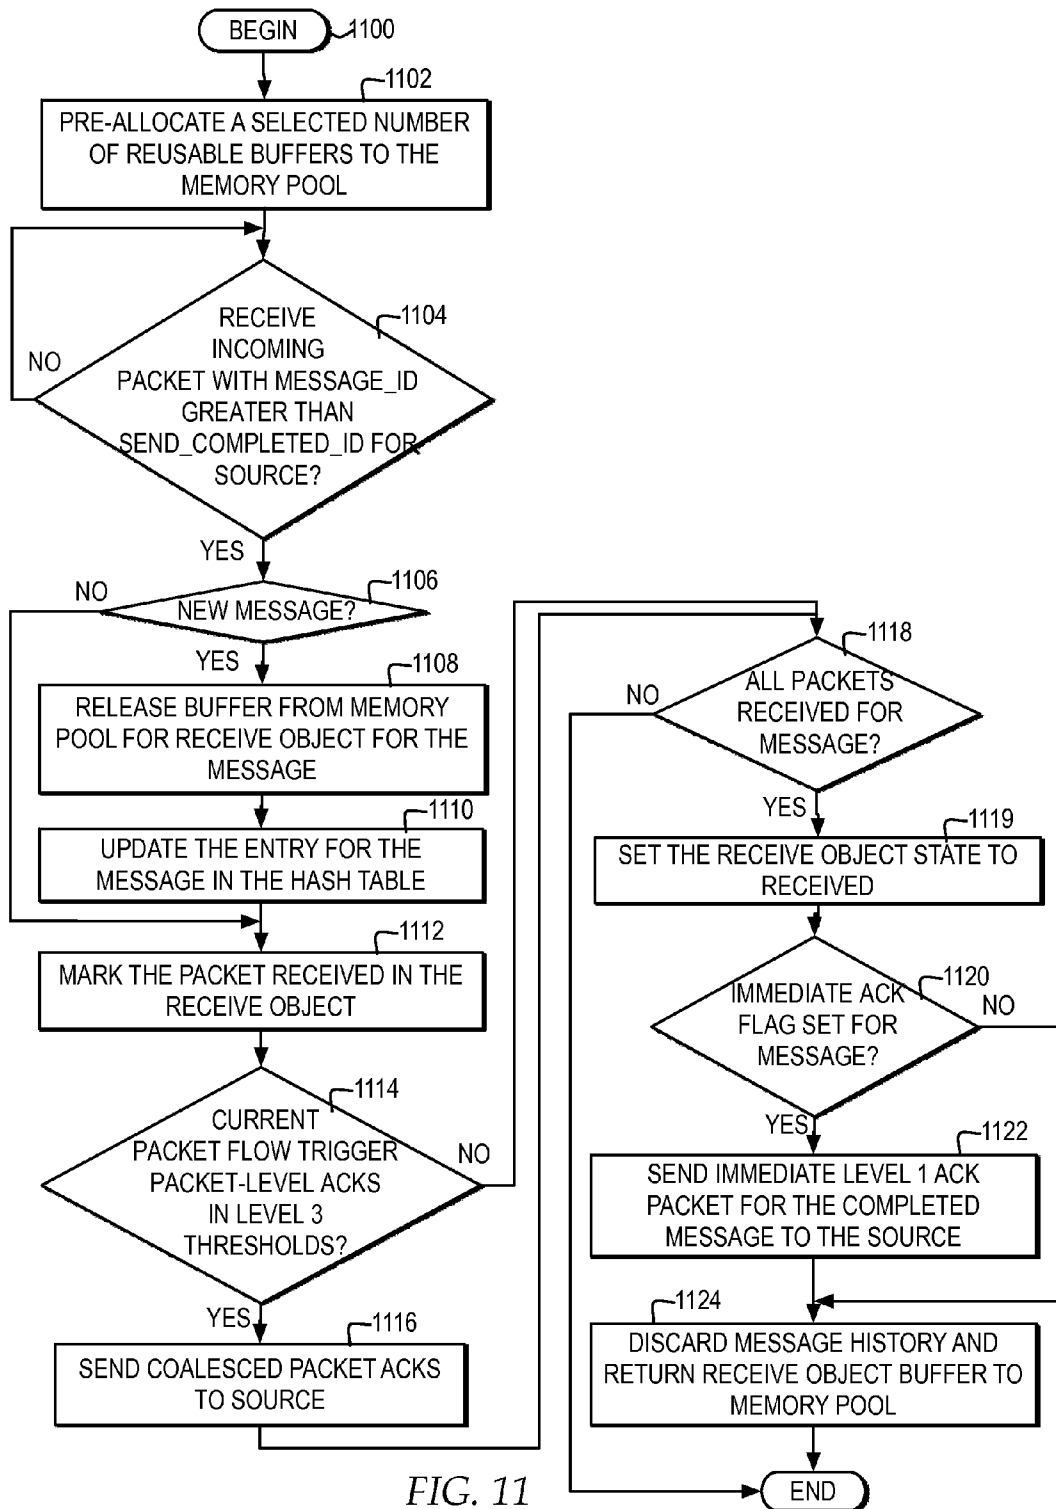 BEGIN
1100
1102
PRE-ALLOCATE A SELECTED NUMBER
OF REUSABLE BUFFERS TO THE
MEMORY POOL
1104
RECEIVE
INCOMING
PACKET WITH MESSAGE_ID
GREATER THAN
SEND_COMPLETED_ID FOR
SOURCE?
NO
YES
1106
NEW MESSAGE?
NO
YES
1108
RELEASE BUFFER FROM MEMORY
POOL FOR RECEIVE OBJECT FOR THE
MESSAGE
1110
UPDATE THE ENTRY FOR THE
MESSAGE IN THE HASH TABLE
1112
MARK THE PACKET RECEIVED IN THE
RECEIVE OBJECT
1114
CURRENT
PACKET FLOW TRIGGER
PACKET-LEVEL ACKS
IN LEVEL 3
THRESHOLDS?
NO
YES
1116
SEND COALESCED PACKET ACKS
TO SOURCE
1118
ALL PACKETS
RECEIVED FOR
MESSAGE?
NO
YES
1119
SET THE RECEIVE OBJECT STATE TO
RECEIVED
1120
IMMEDIATE ACK
FLAG SET FOR
MESSAGE?
NO
YES
1122
SEND IMMEDIATE LEVEL 1 ACK
PACKET FOR THE COMPLETED
MESSAGE TO THE SOURCE
1124
DISCARD MESSAGE HISTORY AND
RETURN RECEIVE OBJECT BUFFER TO
MEMORY POOL
END
FIG. 11